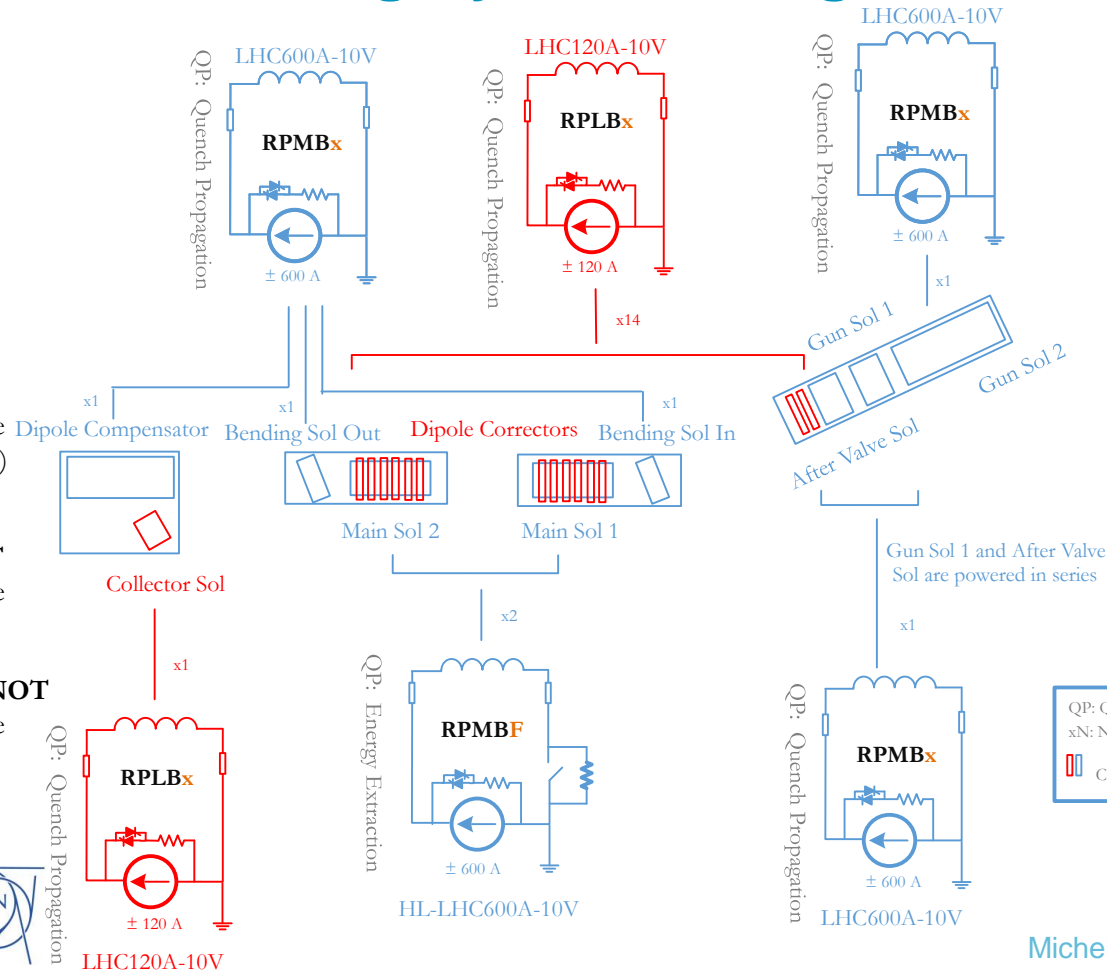 LHC600A-10V
LHC120A-10V
LHC600A-10V
QP: Quench Propagation
RPMBx
± 600 A
QP: Quench Propagation
RPLBx
± 120 A
QP: Quench Propagation
RPMBx
± 600 A
x1
x14
Gun Sol 1
Gun Sol 2
After Valve Sol
x1
x1
x1
Dipole Compensator
Bending Sol Out
Dipole Correctors
Bending Sol In
Main Sol 2
Main Sol 1
Collector Sol
Gun Sol 1 and After Valve
Sol are powered in series
x1
x2
x1
NOT
QP: Quench Propagation
RPLBx
± 120 A
LHC120A-10V
QP: Energy Extraction
RPMBF
± 600 A
HL-LHC600A-10V
QP: Quench Propagation
RPMBx
± 600 A
LHC600A-10V
QP: Q
xN: N
C
Miche